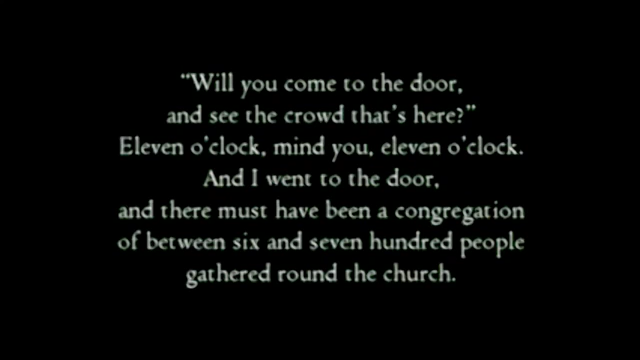 “Will you come to the door,
and see the crowd that's here?”
Eleven o'clock, mind you, eleven o'clock.
And I went to the door,
and there must have been a congregation
of between six and seven hundred people
gathered round the church.